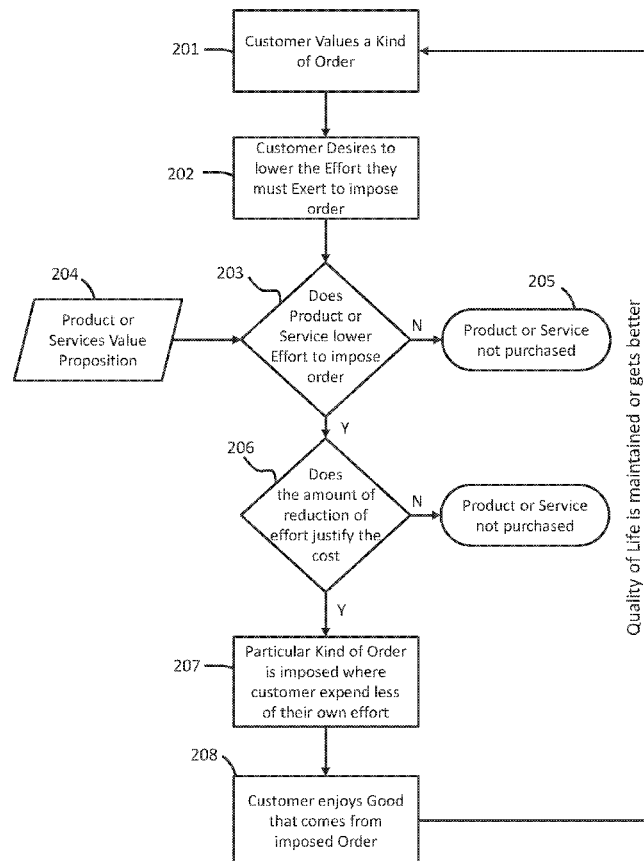 201
Customer Values a Kind
of Order
202
Customer Desires to
lower the Effort they
must Exert to impose
order
204
Product or
Services Value
Proposition
203
Does
Product or
Service lower
Effort to impose
order
N
205
Product or Service
not purchased
Y
206
Does
the amount of
reduction of
effort justify the
cost
N
Product or Service
not purchased
Y
207
Particular Kind of Order
is imposed where
customer expend less
of their own effort
208
Customer enjoys Good
that comes from
imposed Order
Quality of Life is maintained or gets better